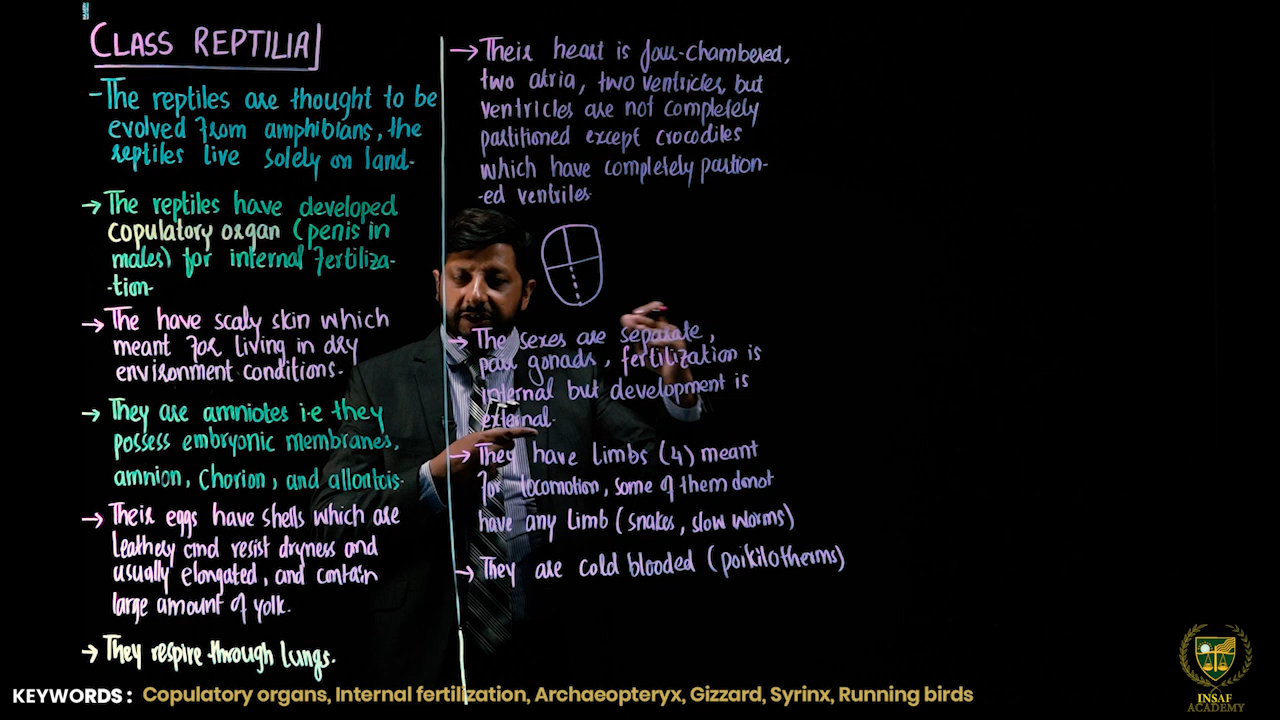 CLASS REPTILIA
-The reptiles are thought to be
evolved from amphibians, the
reptiles live solely on land-
→ The reptiles have developed
copulatory organ (penis in
males) for internal fertiliza-
-tion-
→ The have scaly skin which
meant for living in dry
environment conditions-
→ They are amniotes i.e they
possess embryonic membranes,
amnion, Chorion, and allantois-
→ Their eggs have shells which are
leathery and resist dryness and
usually elongated, and contain
large amount of yolk.
→ They respire through lungs.
→ Their heart is four-chambered,
two atria, two ventricles, but
ventricles are not completely
partitioned except crocodiles
which have completely partion-
-ed ventriles-
→ The sexes are separate,
pair gonads, fertilization is
internal but development is
external-
→ They have limbs (4) meant
for locomotion, some of them donot
have any limb (snakes, slow worms)
→ They are cold blooded (poikilotherms)
KEYWORDS : Copulatory organs, Internal fertilization, Archaeopteryx, Gizzard, Syrinx, Running birds
INSAF
ACADEMY